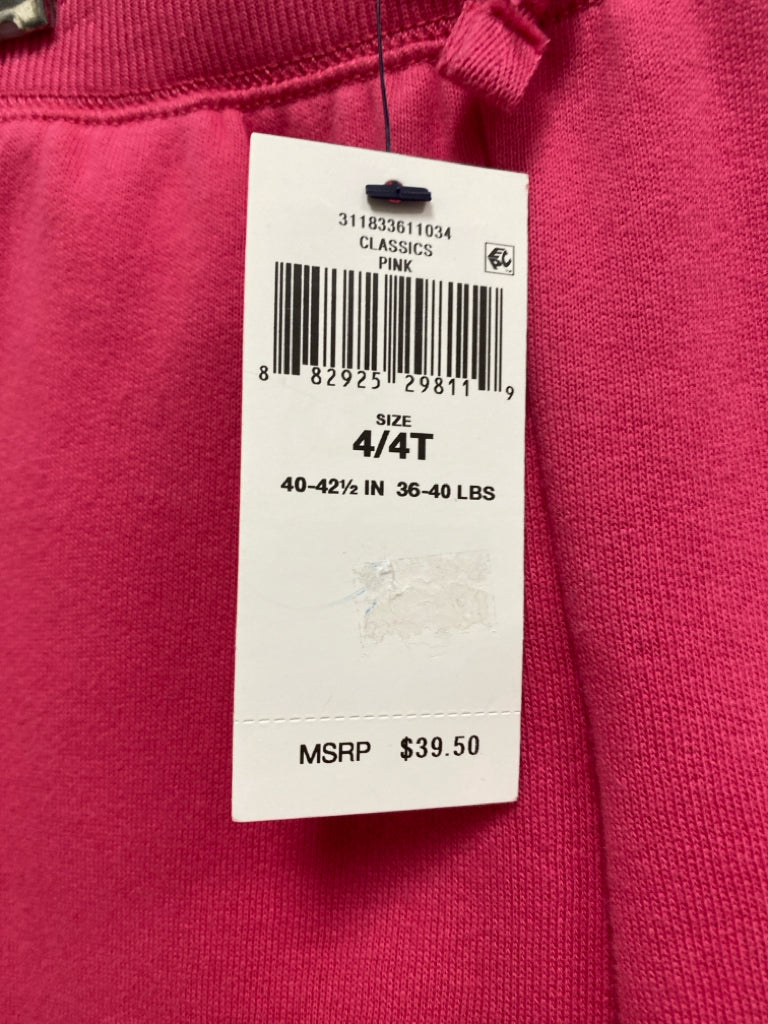 311833611034
CLASSICS
PINK
8 82925 29811 9
SIZE
4/4T
40-42½ IN 36-40 LBS
MSRP $39.50